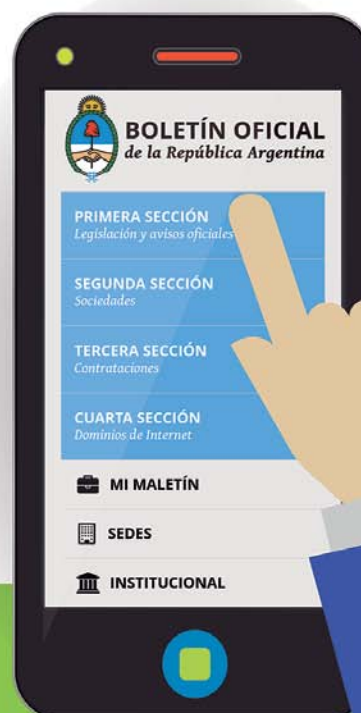 BOLETÍN OFICIAL
de la República Argentina
PRIMERA SECCIÓN
Legislación y avisos oficiales
SEGUNDA SECCIÓN
Sociedades
TERCERA SECCIÓN
Contrataciones
CUARTA SECCIÓN
Dominios de Internet
MI MALETÍN
SEDES
INSTITUCIONAL